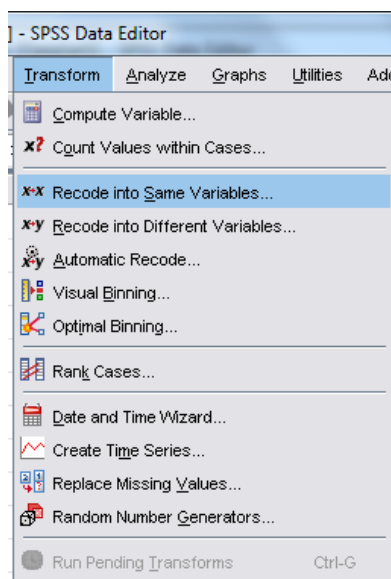 ] - SPSS Data Editor
Transform Analyze Graphs Utilities
Compute Variable...
Count Values within Cases...
Recode into Same Variables...
Recode into Different Variables...
Automatic Recode...
Visual Binning...
Optimal Binning...
Rank Cases...
Date and Time Wizard...
Create Time Series...
Replace Missing Values...
Random Number Generators...
Run Pending Transforms Ctrl-G